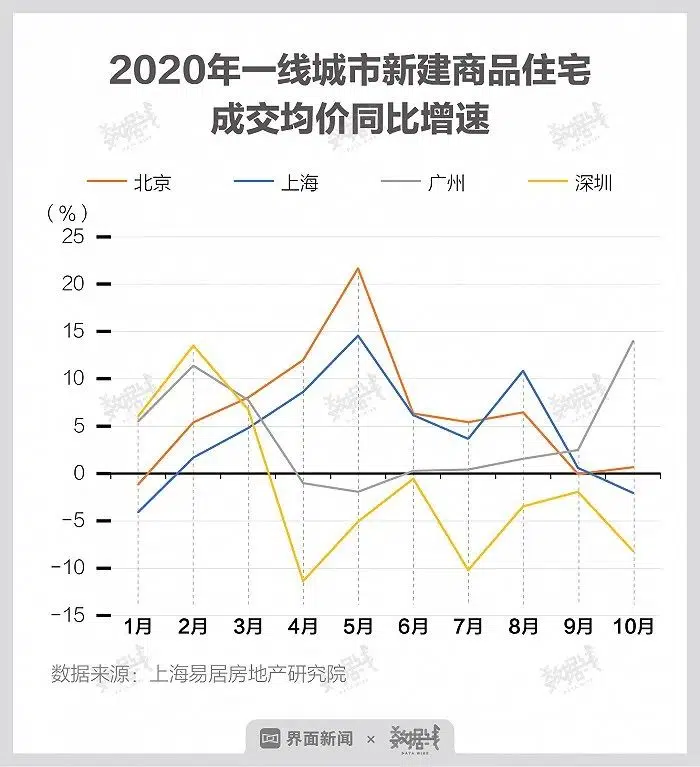 2020年一线城市新建商品住宅
成交均价同比增速
北京 上海 广州 深圳
（%）
25
20
15
10
5
0
-5
-10
-15
1月 2月 3月 4月 5月 6月 7月 8月 9月 10月
数据来源：上海易居房地产研究院
界面新闻 × 数据线
DATA WIRE